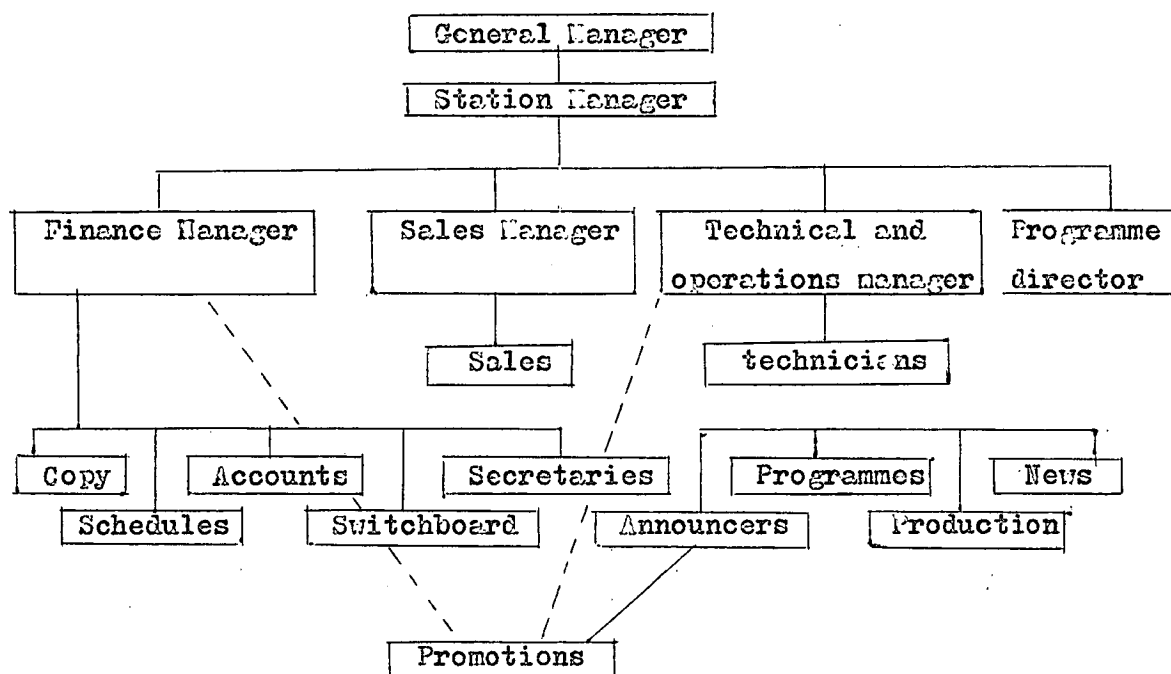 General Manager
Station Manager
Finance Manager
Sales Manager
Technical and
operations manager
Programme
director
Sales
technicians
Copy
Accounts
Secretaries
Programmes
News
Schedules
Switchboard
Announcers
Production
Promotions